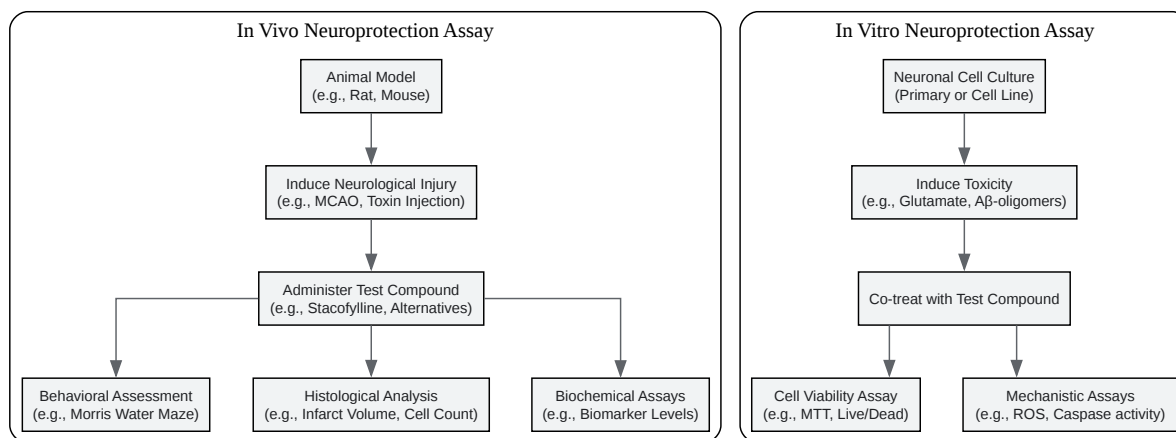 In Vivo Neuroprotection Assay
Animal Model
(e.g., Rat, Mouse)
Induce Neurological Injury
(e.g., MCAO, Toxin Injection)
Administer Test Compound
(e.g., Stacofylline, Alternatives)
Behavioral Assessment
(e.g., Morris Water Maze)
Histological Analysis
(e.g., Infarct Volume, Cell Count)
Biochemical Assays
(e.g., Biomarker Levels)
In Vitro Neuroprotection Assay
Neuronal Cell Culture
(Primary or Cell Line)
Induce Toxicity
(e.g., Glutamate, Aβ-oligomers)
Co-treat with Test Compound
Cell Viability Assay
(e.g., MTT, Live/Dead)
Mechanistic Assays
(e.g., ROS, Caspase activity)